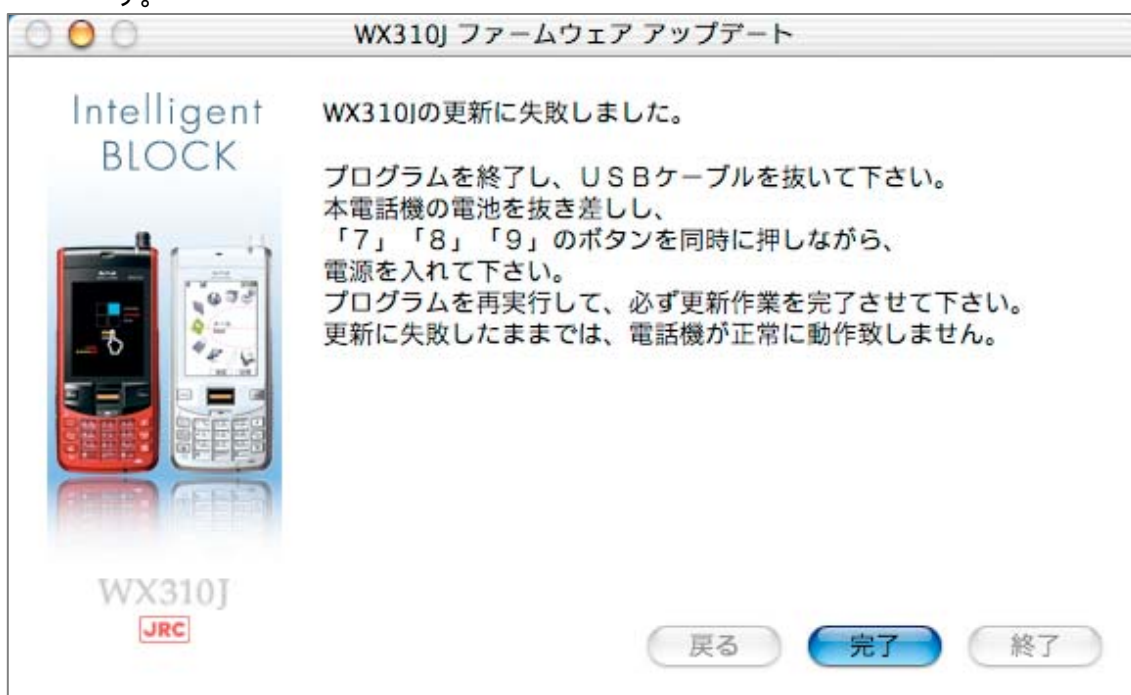 す。
WX310J ファームウェア アップデート
Intelligent
BLOCK
WX310Jの更新に失敗しました。
プログラムを終了し、ＵＳＢケーブルを抜いて下さい。
本電話機の電池を抜き差しし、
「７」「８」「９」のボタンを同時に押しながら、
電源を入れて下さい。
プログラムを再実行して、必ず更新作業を完了させて下さい。
更新に失敗したままでは、電話機が正常に動作致しません。
WX310J
JRC
戻る 完了 終了